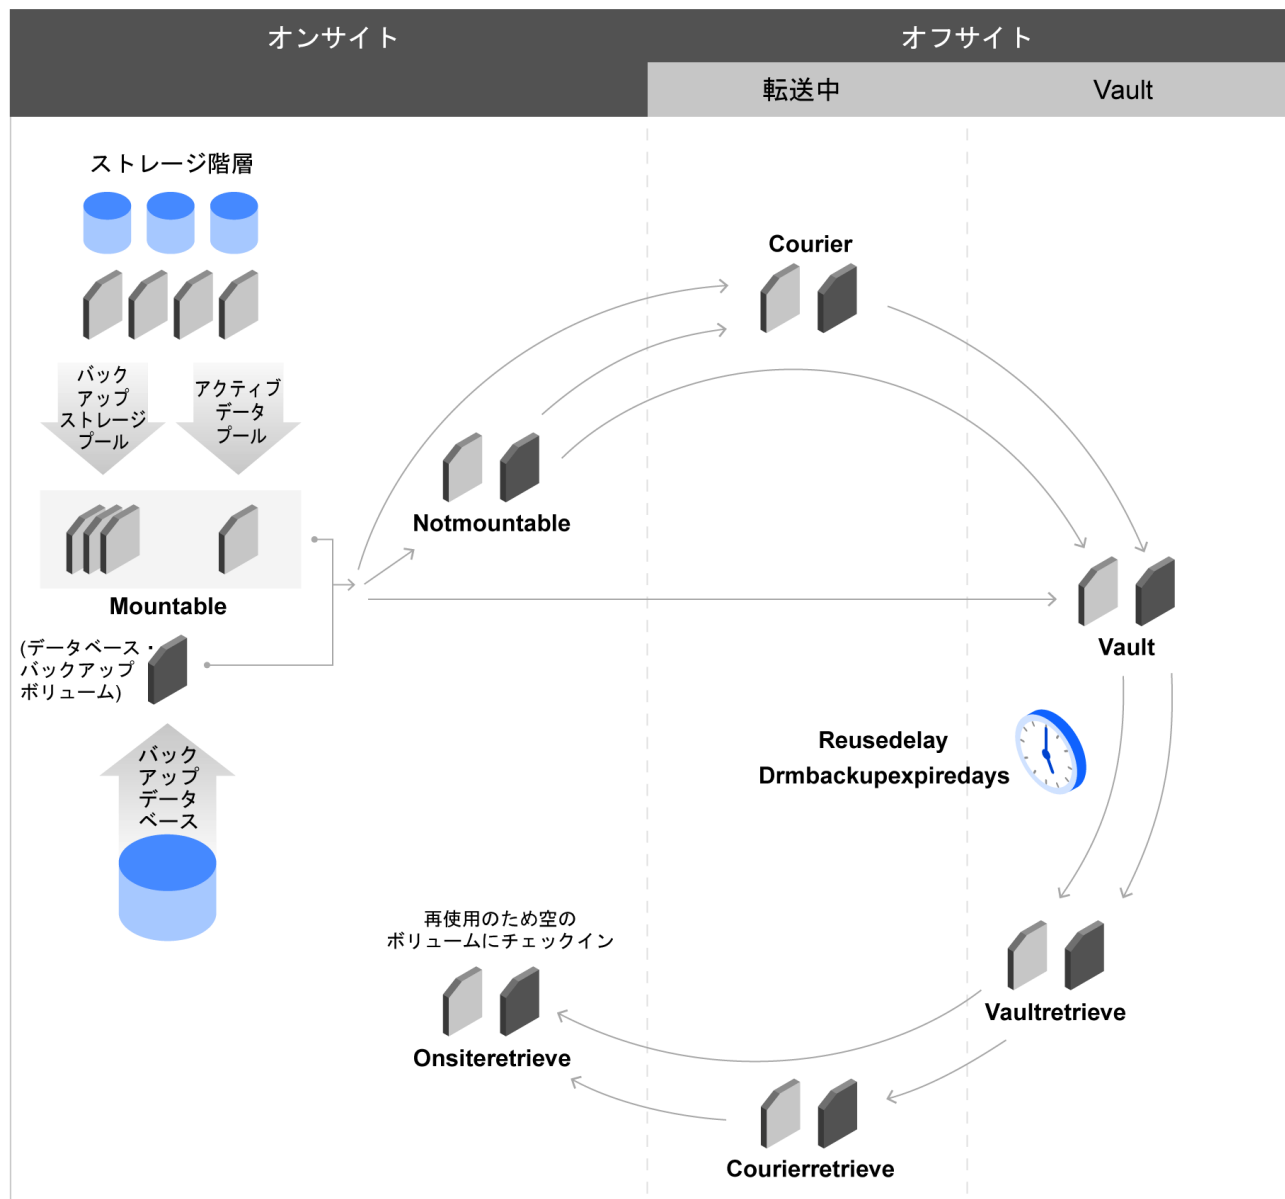 オンサイト
オフサイト
転送中
Vault
ストレージ階層
バック
アップ
ストレージ
プール
アクティブ
データ
プール
Mountable
(データベース・
バックアップ
ボリューム)
バック
アップ
データ
ベース
Notmountable
Courier
Vault
Reusedelay
Drmbackupexpiredays
Vaultretrieve
Courierretrieve
再使用のため空の
ボリュームにチェックイン
Onsiteretrieve